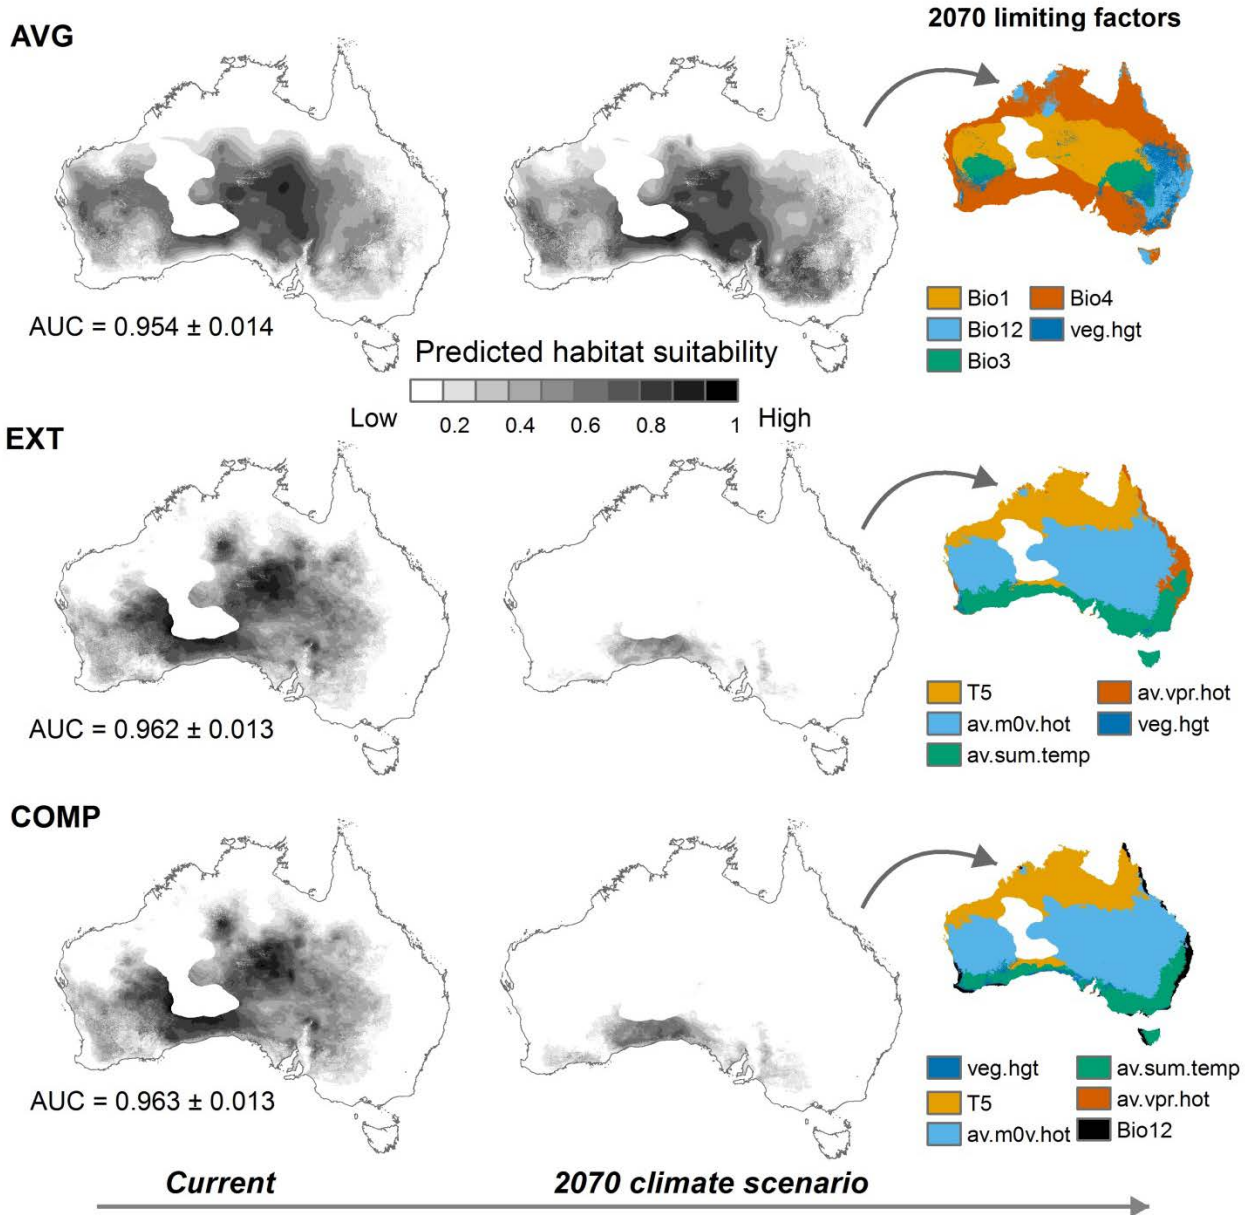 AVG
2070 limiting factors
AUC = 0.954 ± 0.014
Bio1
Bio4
Bio12
veg.hgt
Bio3
Predicted habitat suitability
Low
0.2
0.4
0.6
0.8
1
High
EXT
AUC = 0.962 ± 0.013
T5
av.vpr.hot
av.m0v.hot
veg.hgt
av.sum.temp
COMP
AUC = 0.963 ± 0.013
veg.hgt
av.sum.temp
T5
av.vpr.hot
av.m0v.hot
Bio12
Current
2070 climate scenario